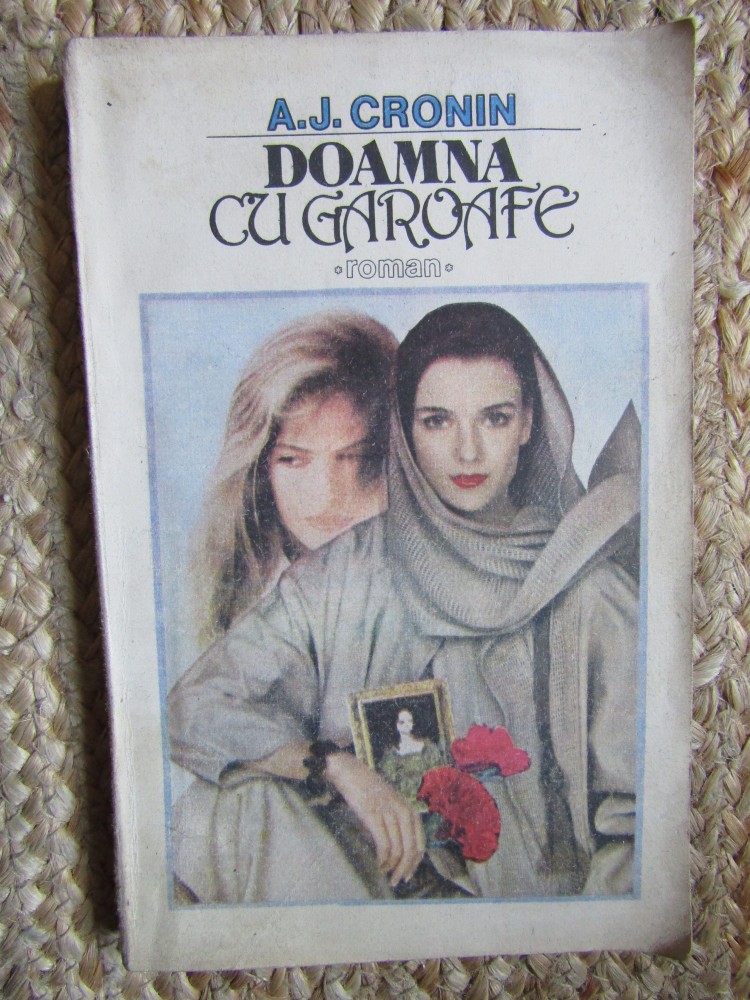 A.J. CRONIN
DOAMNA
CU GAROAFE
*roman*